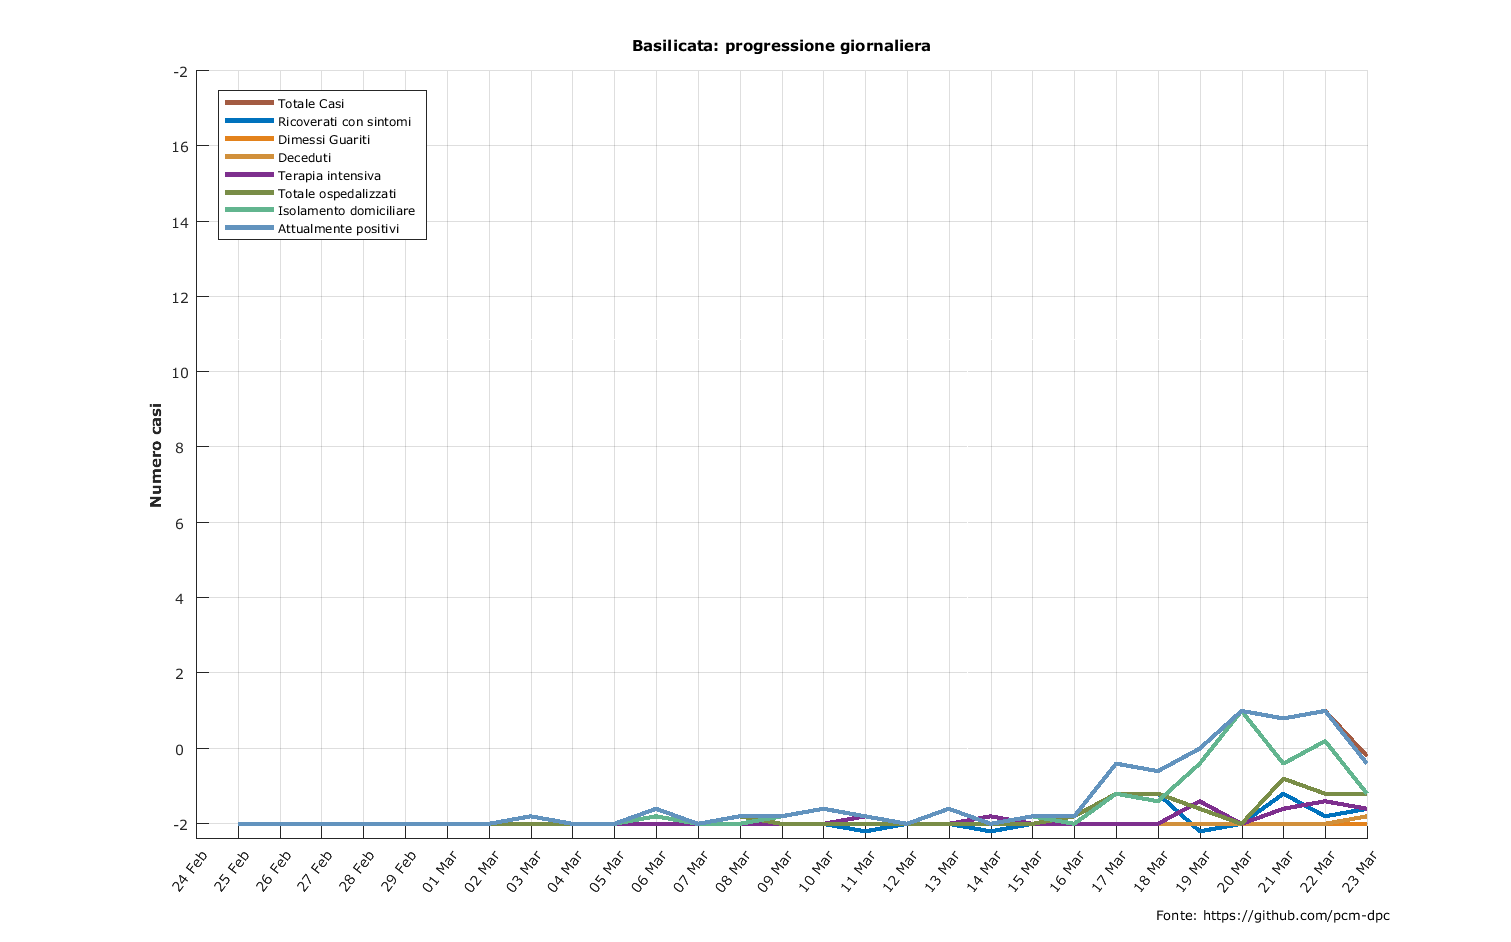 Basilicata: progressione giornaliera
-2
16
14
12
10
8
6
4
2
0
-2
Numero casi
Totale Casi
Ricoverati con sintomi
Dimessi Guariti
Deceduti
Terapia intensiva
Totale ospedalizzati
Isolamento domiciliare
Attualmente positivi
24 Feb
25 Feb
26 Feb
27 Feb
28 Feb
29 Feb
01 Mar
02 Mar
03 Mar
04 Mar
05 Mar
06 Mar
07 Mar
08 Mar
09 Mar
10 Mar
11 Mar
12 Mar
13 Mar
14 Mar
15 Mar
16 Mar
17 Mar
18 Mar
19 Mar
20 Mar
21 Mar
22 Mar
23 Mar
Fonte: https://github.com/pcm-dpc